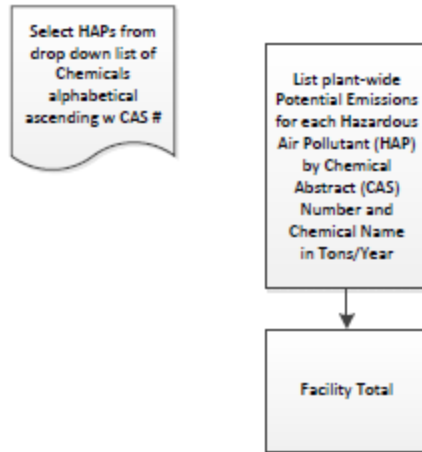 Select HAPs from
drop down list of
Chemicals
alphabetical
ascending w CAS #
List plant-wide
Potential Emissions
for each Hazardous
Air Pollutant (HAP)
by Chemical
Abstract (CAS)
Number and
Chemical Name
in Tons/Year
Facility Total